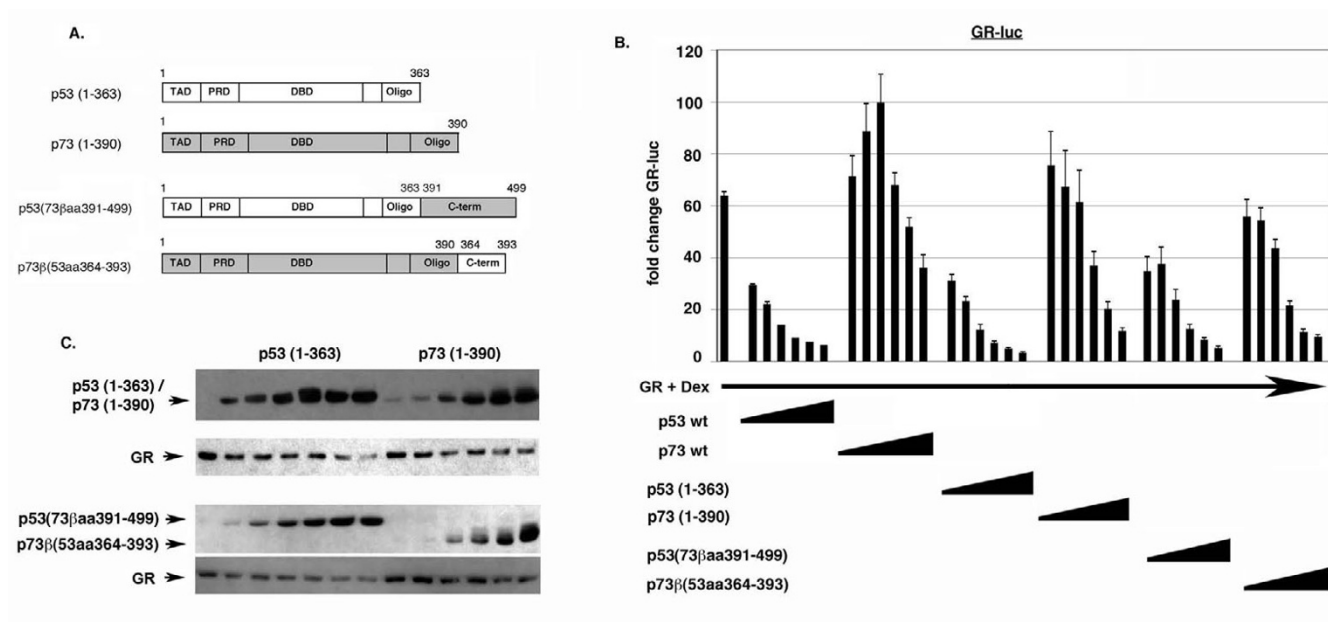 A.
1 363
p53 (1-363) TAD PRD DBD Oligo
1 390
p73 (1-390) TAD PRD DBD Oligo
1 363 391 499
p53(73βaa391-499) TAD PRD DBD Oligo C-term
1 390 364 393
p73β(53aa364-393) TAD PRD DBD Oligo C-term
B.
GR-luc
fold change GR-luc
120
100
80
60
40
20
0
GR + Dex
p53 wt
p73 wt
p53 (1-363)
p73 (1-390)
p53(73βaa391-499)
p73β(53aa364-393)
C.
p53 (1-363) p73 (1-390)
p53 (1-363) /
p73 (1-390)
GR
p53(73βaa391-499)
p73β(53aa364-393)
GR